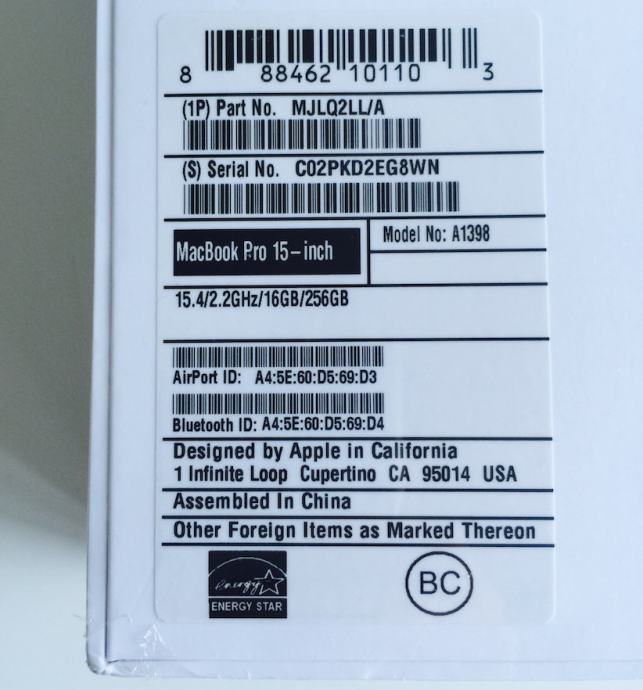 8 88462 10110 3
(1P) Part No. MJLQ2LL/A
(S) Serial No. C02PKD2EG8WN
MacBook Pro 15-inch
Model No: A1398
15.4/2.2GHz/16GB/256GB
AirPort ID: A4:5E:60:D5:69:D3
Bluetooth ID: A4:5E:60:D5:69:D4
Designed by Apple in California
1 Infinite Loop Cupertino CA 95014 USA
Assembled In China
Other Foreign Items as Marked Thereon
energy
ENERGY STAR
BC